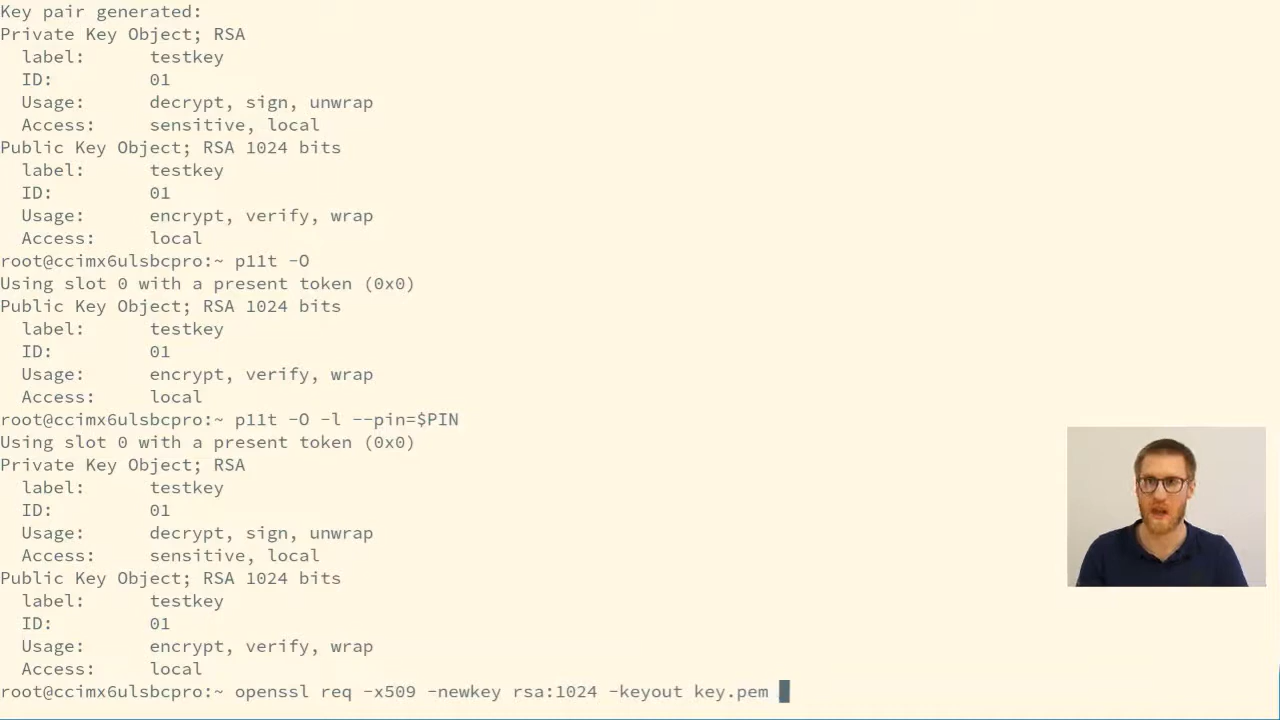 Key pair generated:
Private Key Object; RSA
  label:      testkey
  ID:         01
  Usage:      decrypt, sign, unwrap
  Access:     sensitive, local
Public Key Object; RSA 1024 bits
  label:      testkey
  ID:         01
  Usage:      encrypt, verify, wrap
  Access:     local
root@ccimx6ulsbcpro:~ p11t -O
Using slot 0 with a present token (0x0)
Public Key Object; RSA 1024 bits
  label:      testkey
  ID:         01
  Usage:      encrypt, verify, wrap
  Access:     local
root@ccimx6ulsbcpro:~ p11t -O -l --pin=$PIN
Using slot 0 with a present token (0x0)
Private Key Object; RSA
  label:      testkey
  ID:         01
  Usage:      decrypt, sign, unwrap
  Access:     sensitive, local
Public Key Object; RSA 1024 bits
  label:      testkey
  ID:         01
  Usage:      encrypt, verify, wrap
  Access:     local
root@ccimx6ulsbcpro:~ openssl req -x509 -newkey rsa:1024 -keyout key.pem